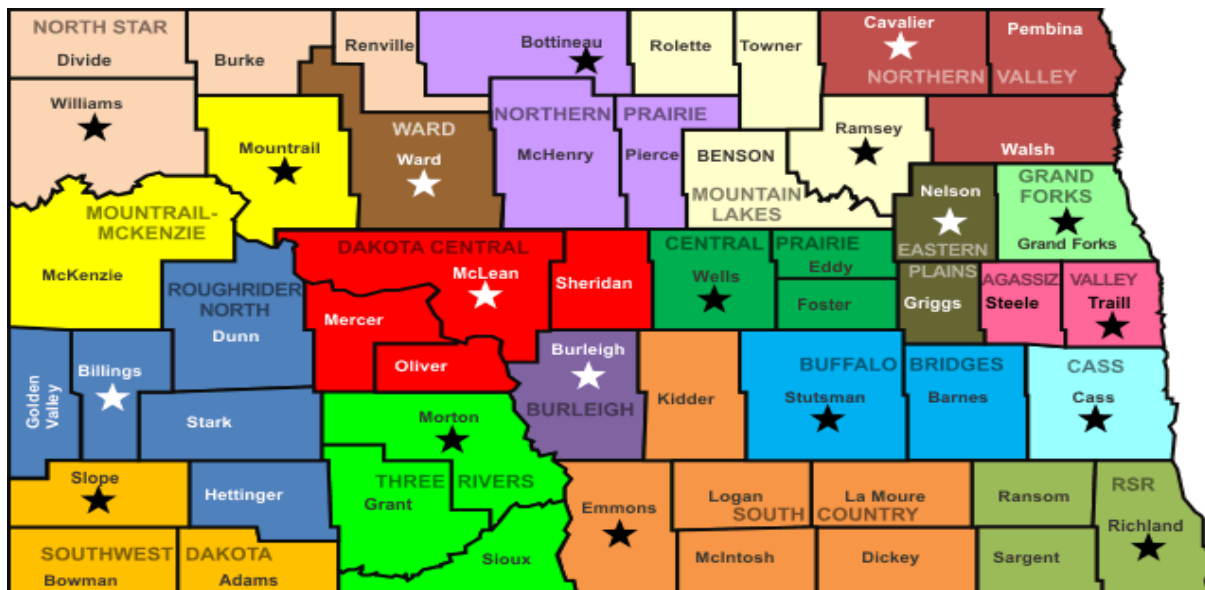 NORTH STAR
Divide
Burke
Renville
Bottineau
Rolette
Towner
Cavalier
Pembina
NORTHERN VALLEY
Williams
Mountrail
WARD
Ward
NORTHERN PRAIRIE
McHenry
Pierce
BENSON
Ramsey
MOUNTAIN
LAKES
Walsh
Nelson
GRAND
FORKS
Grand Forks
MOUNTRAIL-
MCKENZIE
McKenzie
DAKOTA CENTRAL
McLean
Sheridan
CENTRAL PRAIRIE
Wells
Eddy
Foster
EASTERN
PLAINS
Griggs
AGASSIZ VALLEY
Steele
Traill
ROUGHRIDER
NORTH
Dunn
Mercer
Oliver
Golden
Valley
Billings
Stark
Burleigh
BURLEIGH
Kidder
BUFFALO BRIDGES
Stutsman
Barnes
CASS
Cass
Morton
THREE RIVERS
Grant
Sioux
Slope
Hettinger
SOUTHWEST DAKOTA
Bowman
Adams
Emmons
Logan
La Moure
SOUTH COUNTRY
McIntosh
Dickey
Ransom
RSR
Richland
Sargent